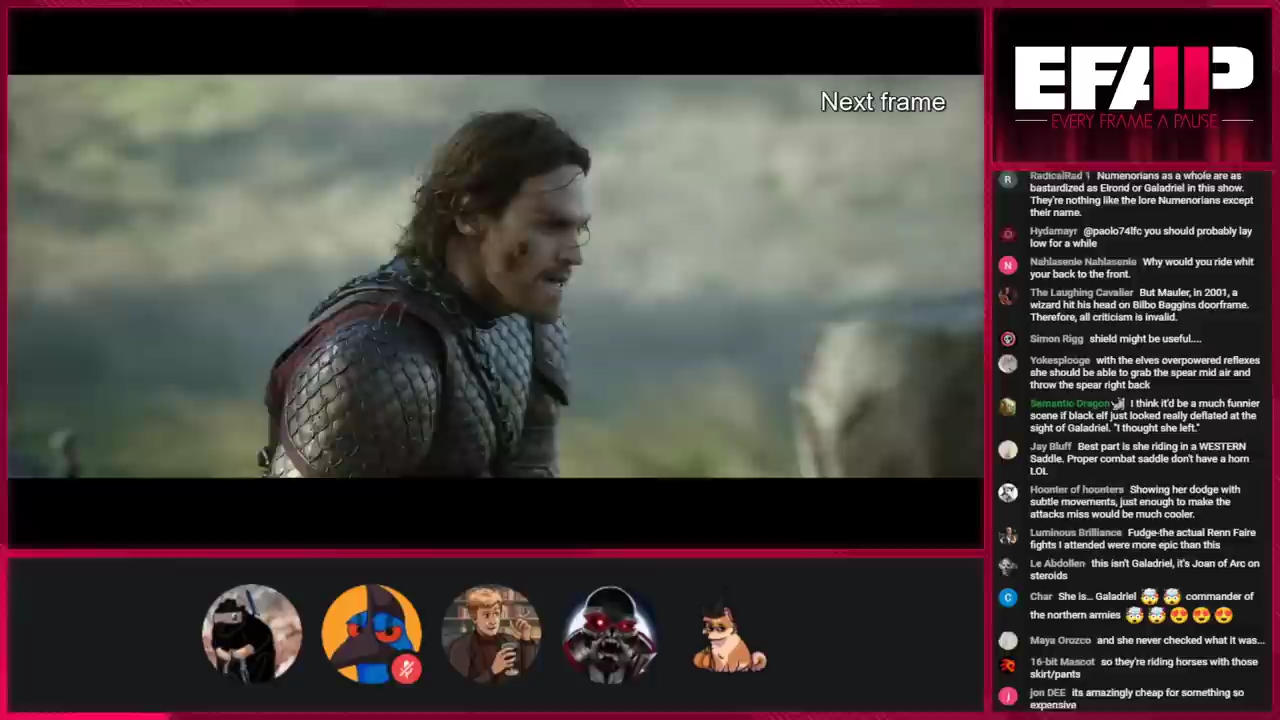 Next frame
EFAP
EVERY FRAME A PAUSE
RadicalRad 1 Numenorians as a whole are as
bastardized as Elrond or Galadriel in this show.
They're nothing like the lore Numenorians except
their name.
Hydamayr @paolo74lfc you should probably lay
low for a while
Nahlasenie Nahlasenie Why would you ride whit
your back to the front.
The Laughing Cavalier But Mauler, in 2001, a
wizard hit his head on Bilbo Baggins doorframe.
Therefore, all criticism is invalid.
Simon Rigg shield might be useful....
Yokesplooge with the elves overpowered reflexes
she should be able to grab the spear mid air and
throw the spear right back
Semantic Dragon I think it'd be a much funnier
scene if black elf just looked really deflated at the
sight of Galadriel. "I thought she left."
Jay Bluff Best part is she riding in a WESTERN
Saddle. Proper combat saddle don't have a horn
LOL
Hoonter of hoonters Showing her dodge with
subtle movements, just enough to make the
attacks miss would be much cooler.
Luminous Brilliance Fudge-the actual Renn Faire
fights I attended were more epic than this
Le Abdollen this isn't Galadriel, it's Joan of Arc on
steroids
Char She is... Galadriel 🤯 🤯 commander of
the northern armies 🤯 🤯 😍 😍 😍
Maya Orozco and she never checked what it was...
16-bit Mascot so they're riding horses with those
skirt/pants
jon DEE its amazingly cheap for something so
expensive